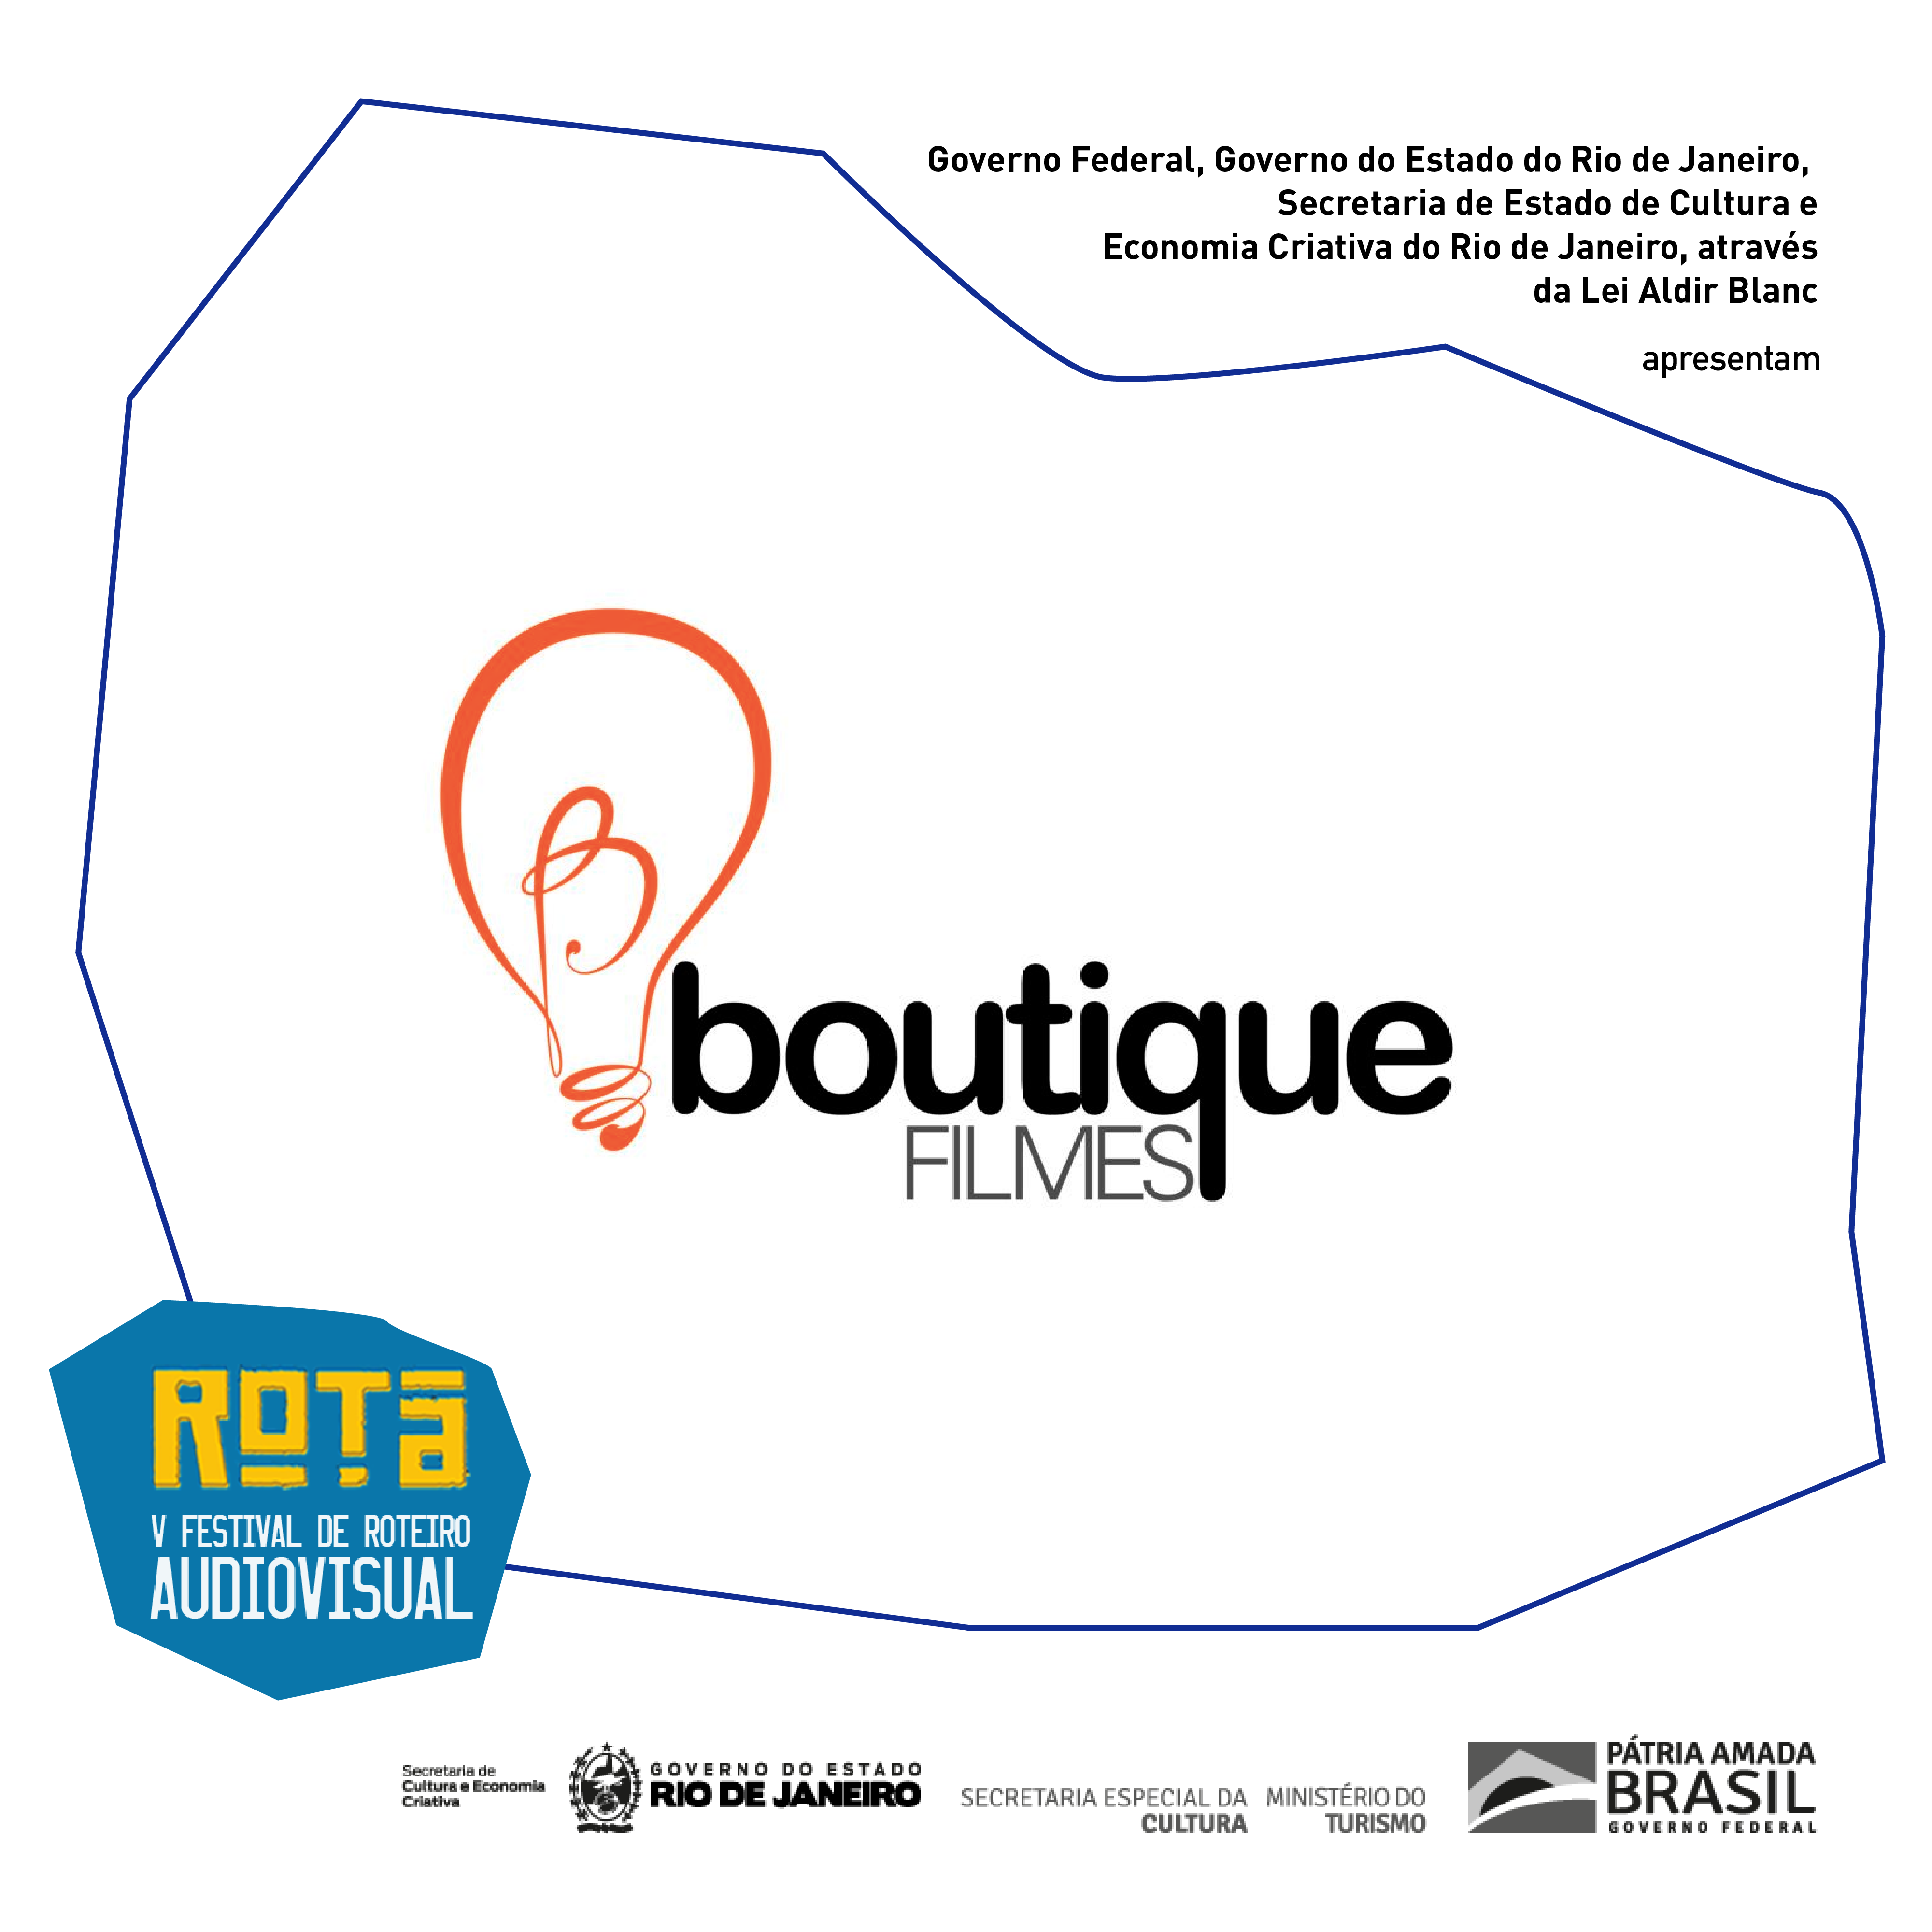 Governo Federal, Governo do Estado do Rio de Janeiro,
Secretaria de Estado de Cultura e
Economia Criativa do Rio de Janeiro, através
da Lei Aldir Blanc
apresentam
B
boutique
FILMES
ROTA
V FESTIVAL DE ROTEIRO
AUDIOVISUAL
Secretaria de
Cultura e Economia
Criativa
GOVERNO DO ESTADO
RIO DE JANEIRO
SECRETARIA ESPECIAL DA
CULTURA
MINISTÉRIO DO
TURISMO
PÁTRIA AMADA
BRASIL
GOVERNO FEDERAL